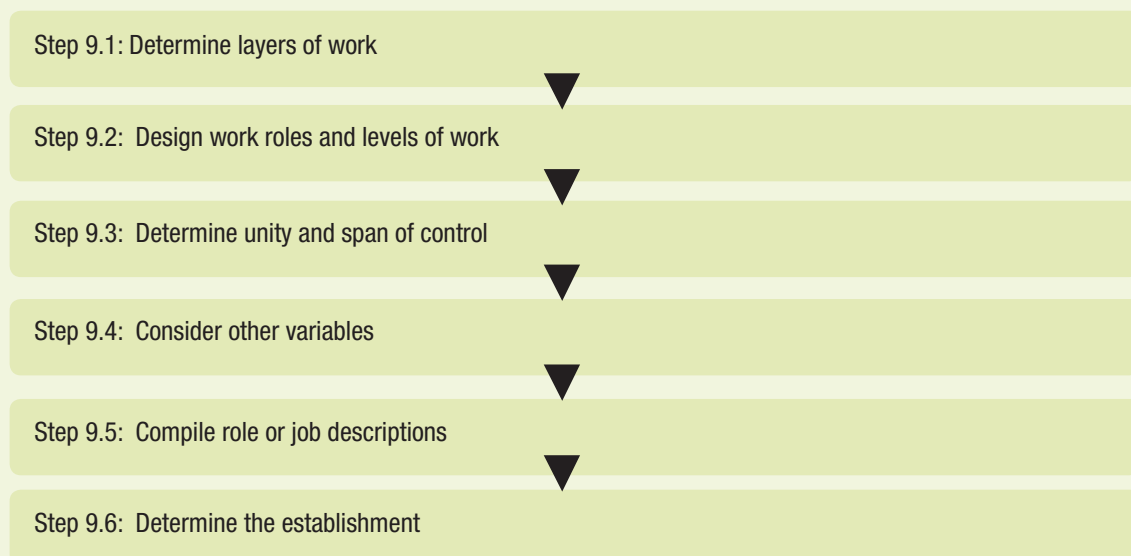 Step 9.1: Determine layers of work
Step 9.2: Design work roles and levels of work
Step 9.3: Determine unity and span of control
Step 9.4: Consider other variables
Step 9.5: Compile role or job descriptions
Step 9.6: Determine the establishment